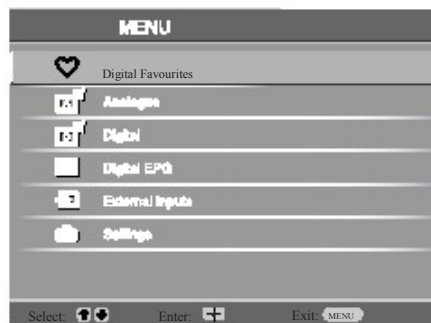 MENU
Digital Favourites
Analogue
Digital
Digital EPG
External Inputs
Settings
Select: Enter: Exit: MENU